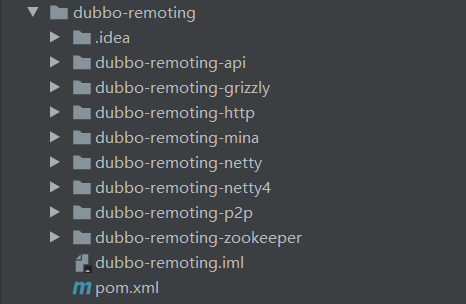 dubbo-remoting
.idea
dubbo-remoting-api
dubbo-remoting-grizzly
dubbo-remoting-http
dubbo-remoting-mina
dubbo-remoting-netty
dubbo-remoting-netty4
dubbo-remoting-p2p
dubbo-remoting-zookeeper
dubbo-remoting.iml
pom.xml